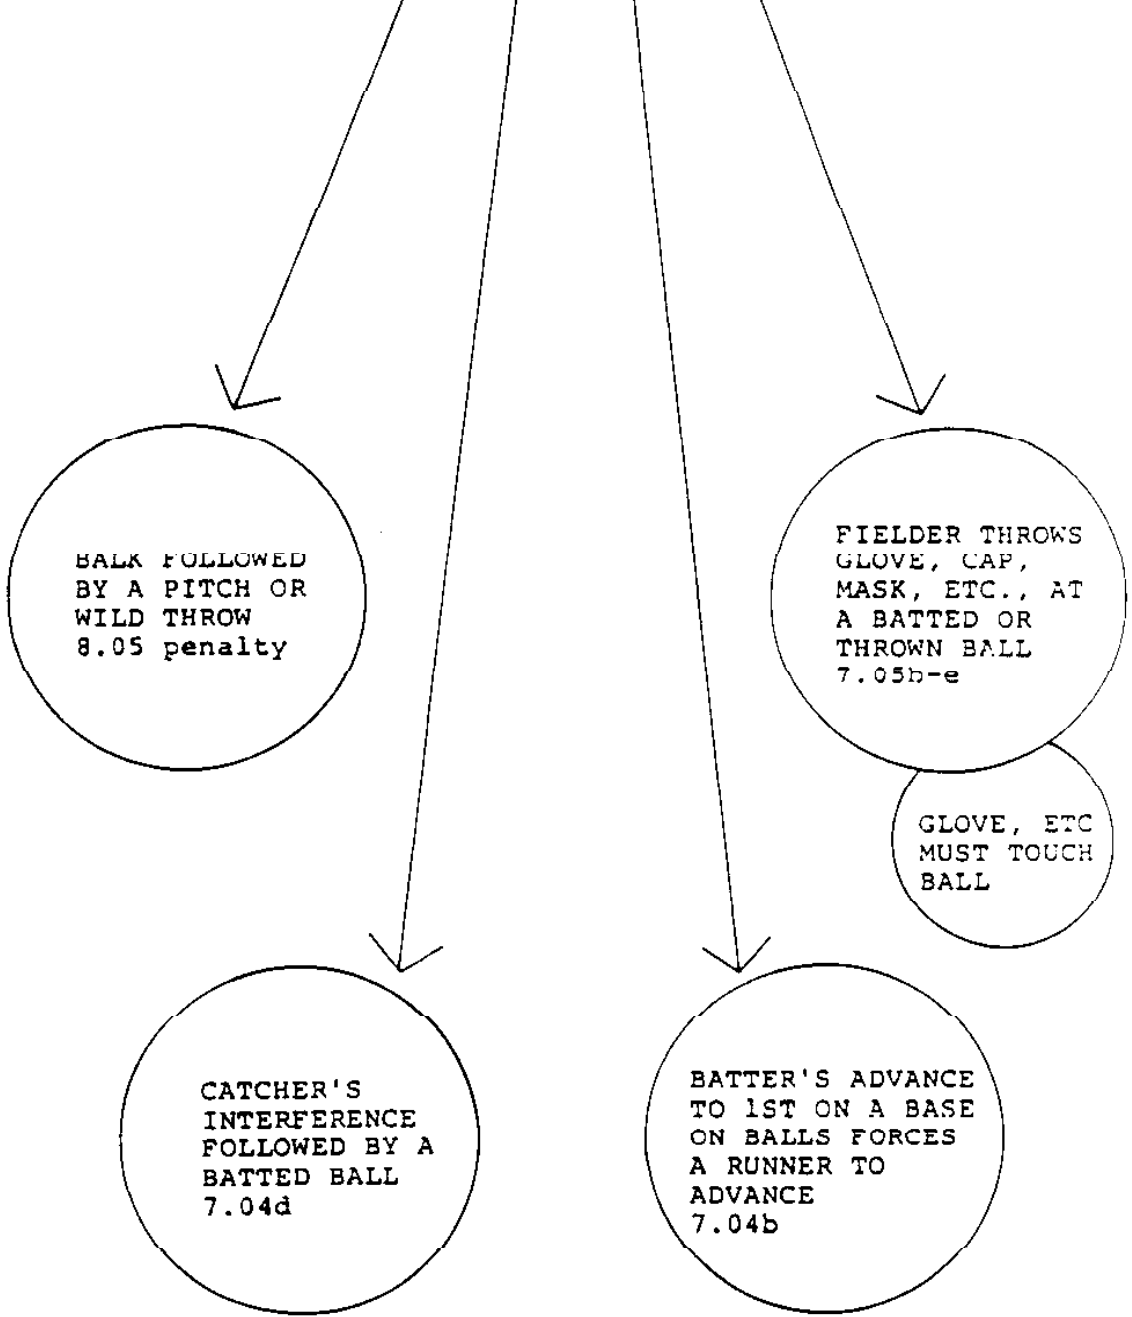 BALK FOLLOWED
BY A PITCH OR
WILD THROW
8.05 penalty
FIELDER THROWS
GLOVE, CAP,
MASK, ETC., AT
A BATTED OR
THROWN BALL
7.05b-e
GLOVE, ETC
MUST TOUCH
BALL
CATCHER'S
INTERFERENCE
FOLLOWED BY A
BATTED BALL
7.04d
BATTER'S ADVANCE
TO 1ST ON A BASE
ON BALLS FORCES
A RUNNER TO
ADVANCE
7.04b